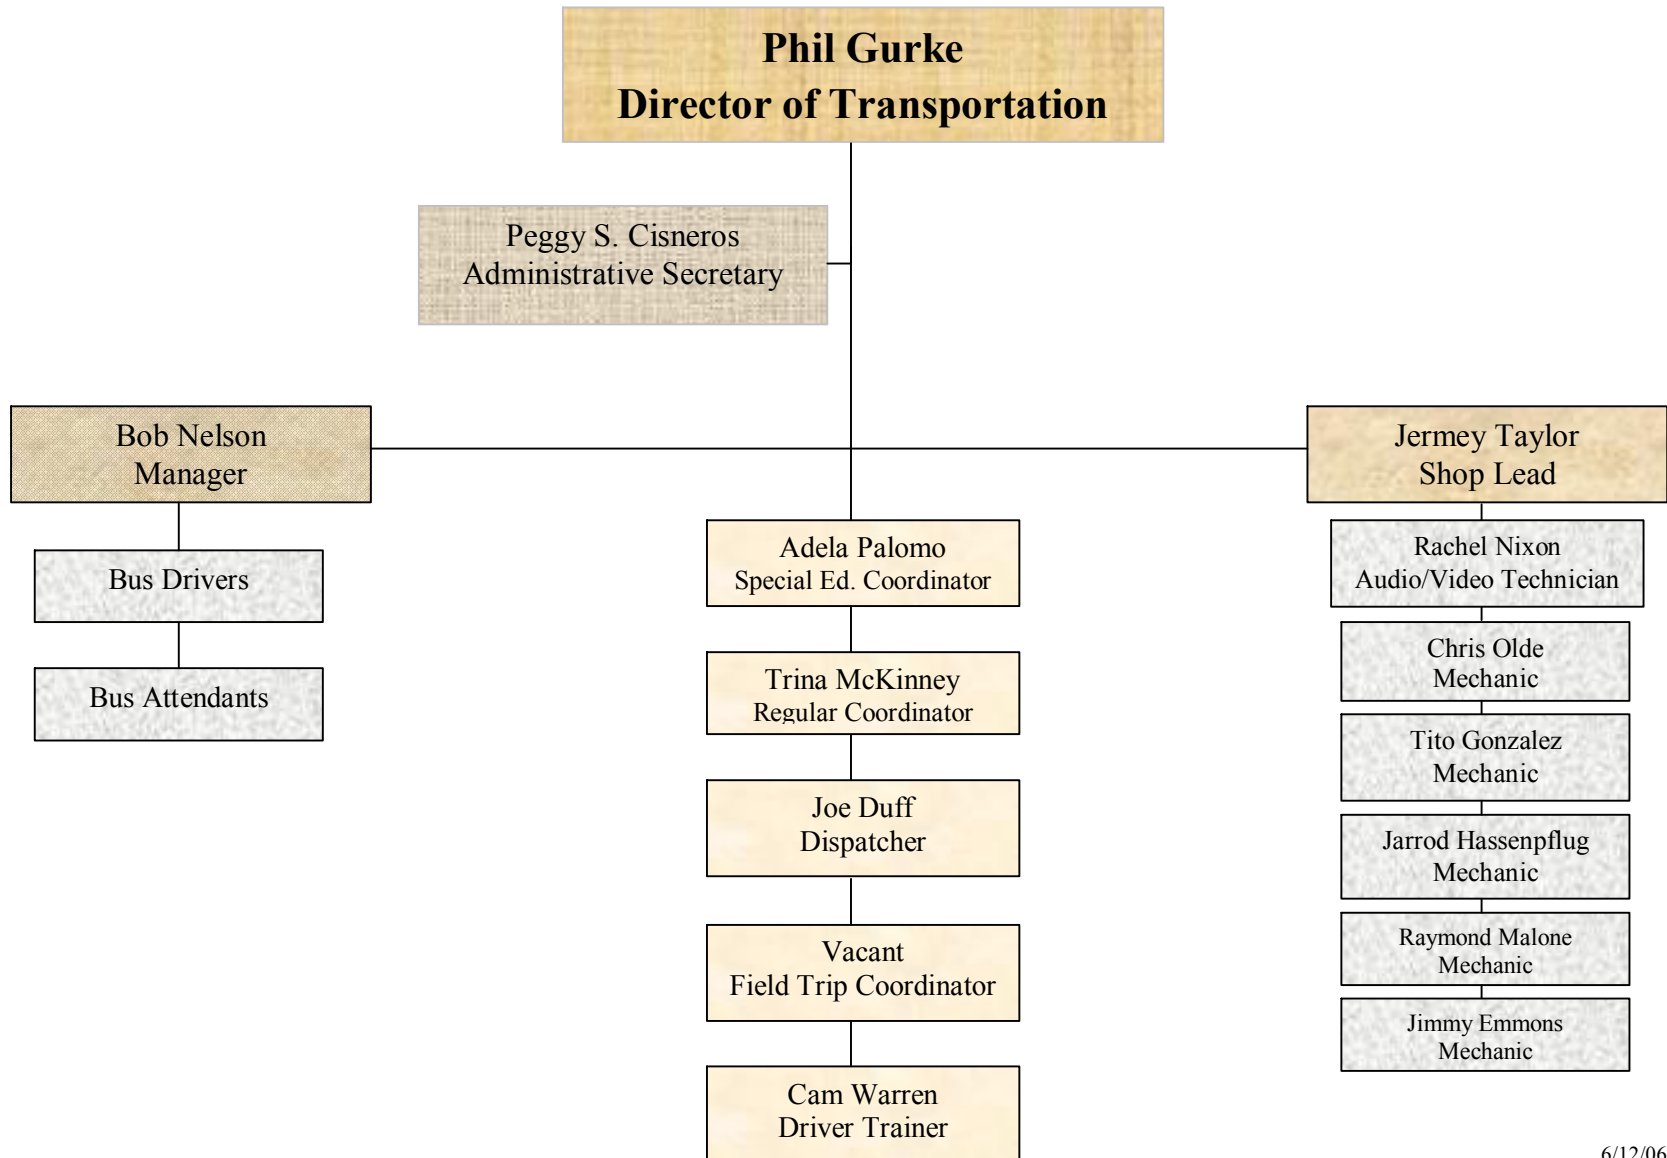 Phil Gurke
Director of Transportation
Peggy S. Cisneros
Administrative Secretary
Bob Nelson
Manager
Bus Drivers
Bus Attendants
Adela Palomo
Special Ed. Coordinator
Trina McKinney
Regular Coordinator
Joe Duff
Dispatcher
Vacant
Field Trip Coordinator
Cam Warren
Driver Trainer
Jermey Taylor
Shop Lead
Rachel Nixon
Audio/Video Technician
Chris Olde
Mechanic
Tito Gonzalez
Mechanic
Jarrod Hassenpflug
Mechanic
Raymond Malone
Mechanic
Jimmy Emmons
Mechanic
6/12/06